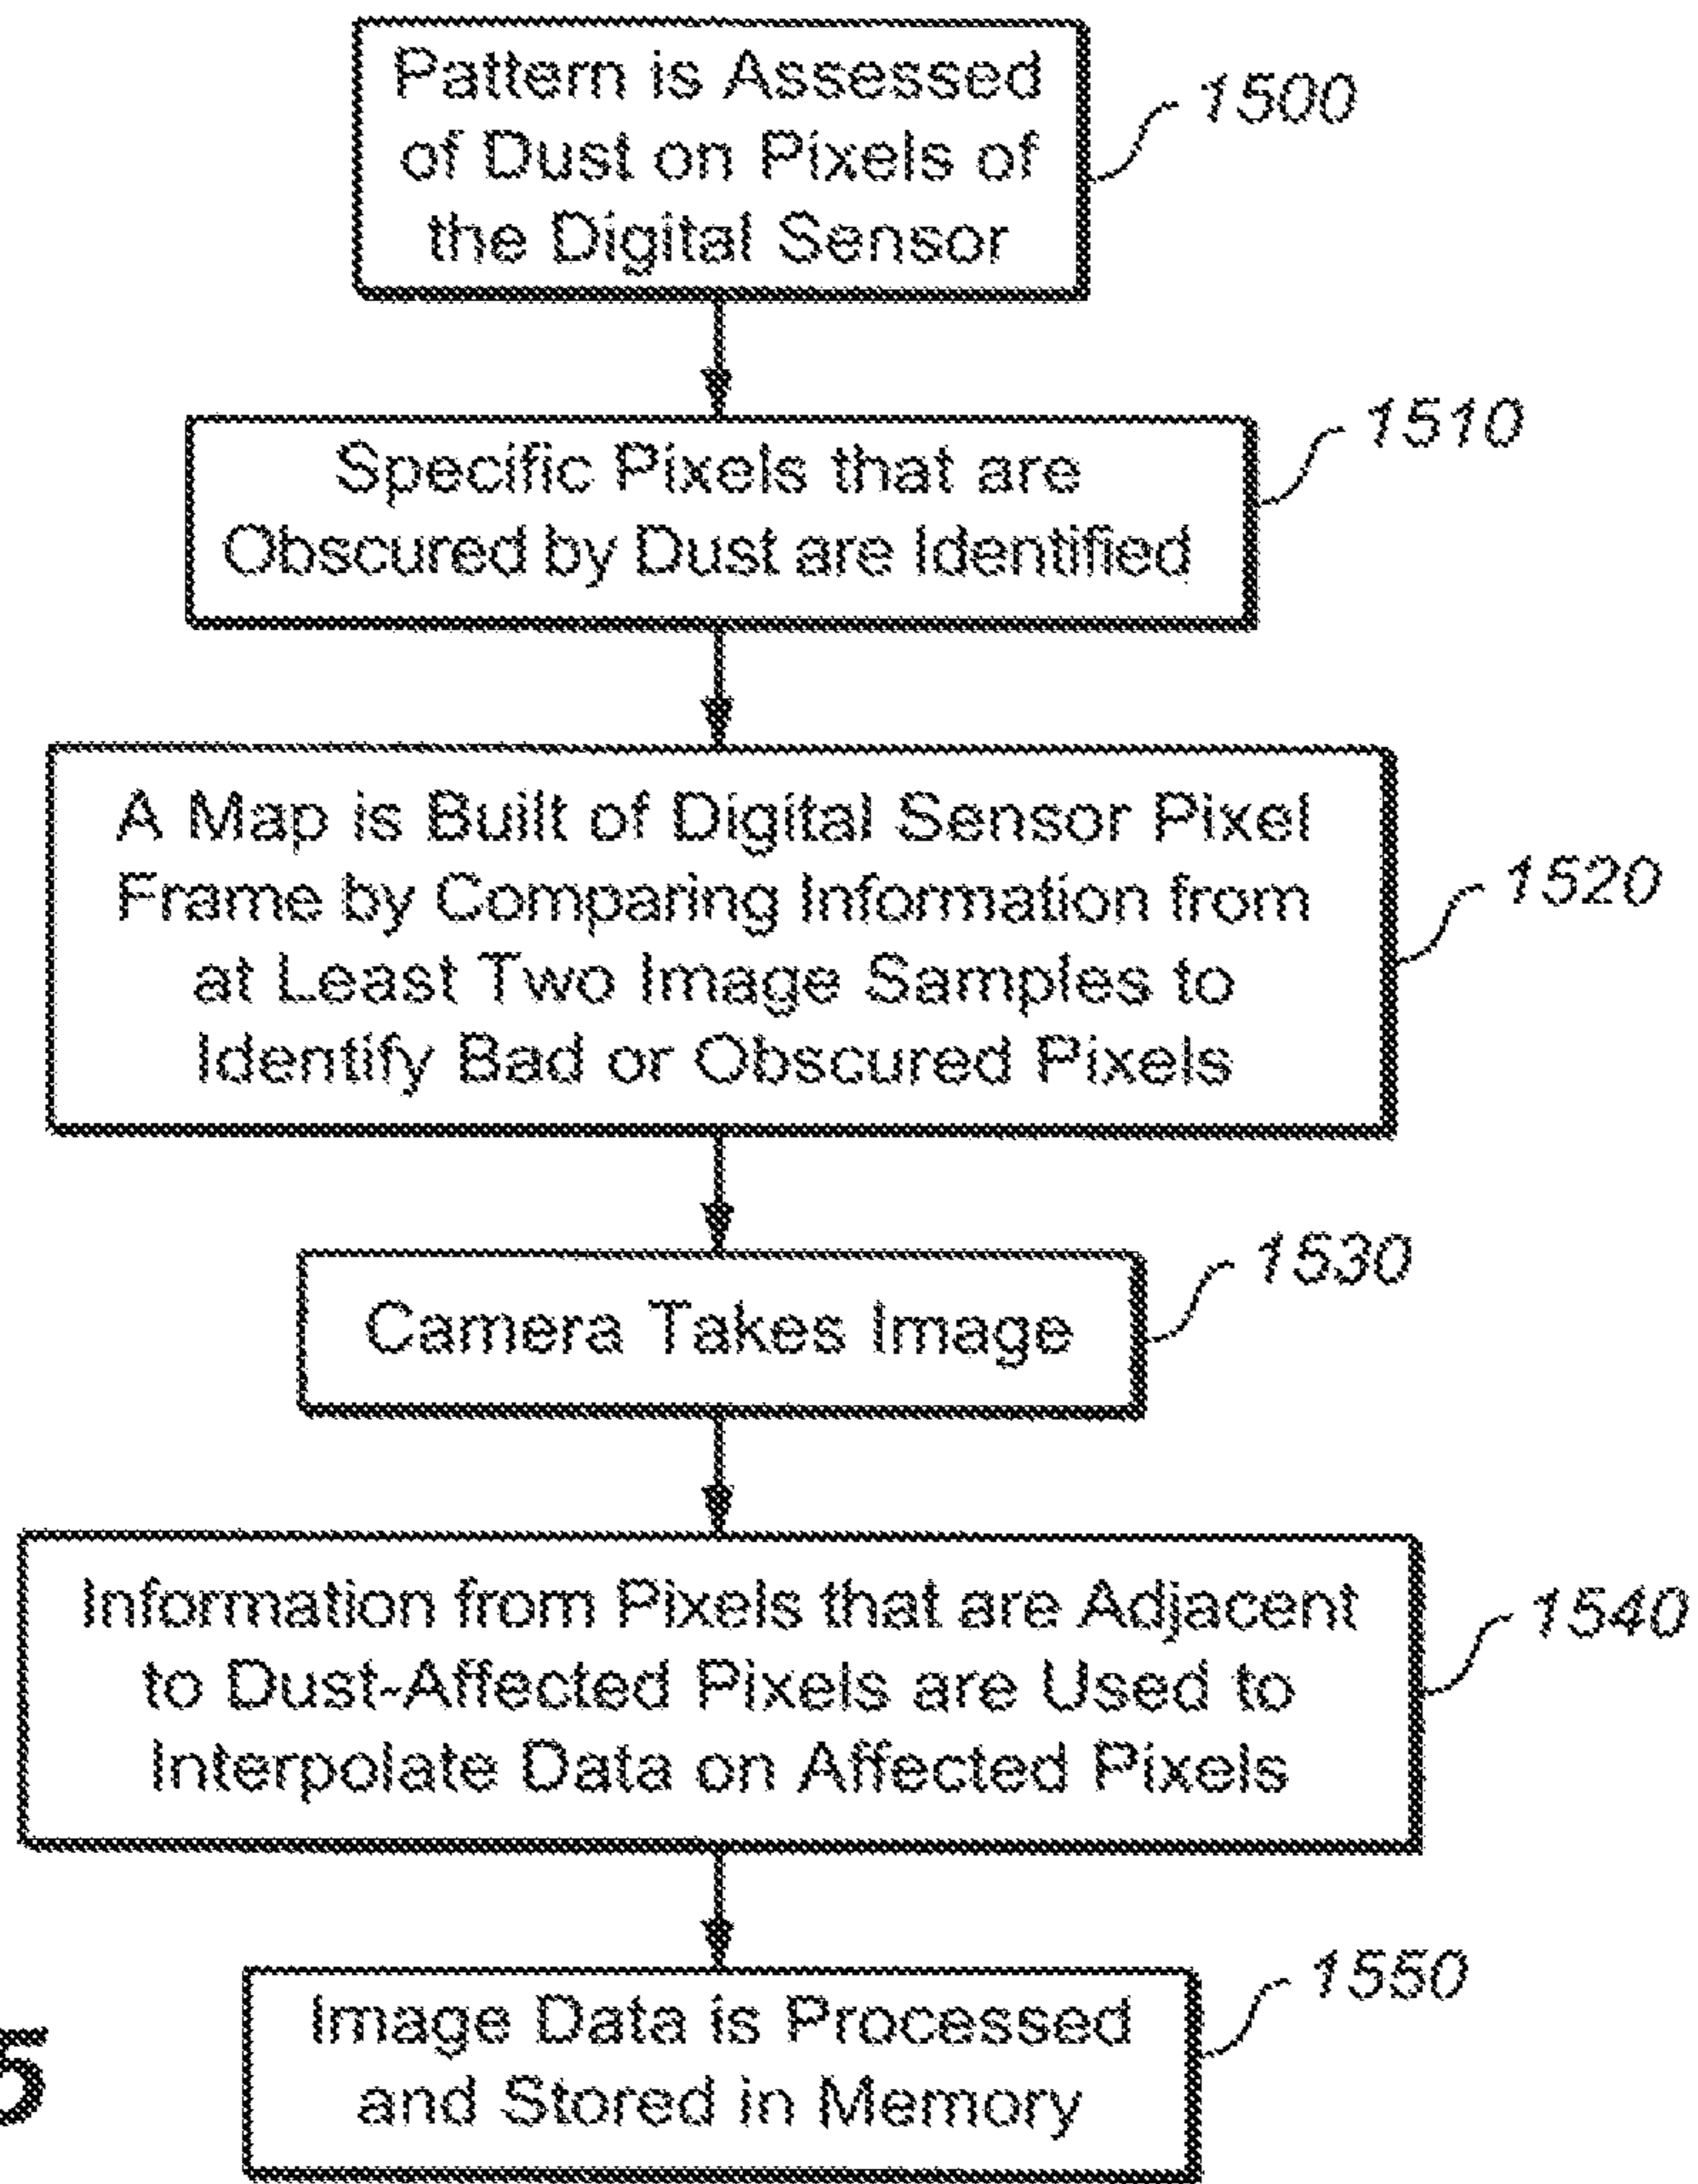 Pattern is Assessed
of Dust on Pixels of
the Digital Sensor
1500
Specific Pixels that are
Obscured by Dust are Identified
1510
A Map is Built of Digital Sensor Pixel
Frame by Comparing Information from
at Least Two Image Samples to
Identify Bad or Obscured Pixels
1520
Camera Takes Image
1530
Information from Pixels that are Adjacent
to Dust-Affected Pixels are Used to
Interpolate Data on Affected Pixels
1540
Image Data is Processed
and Stored in Memory
1550
5